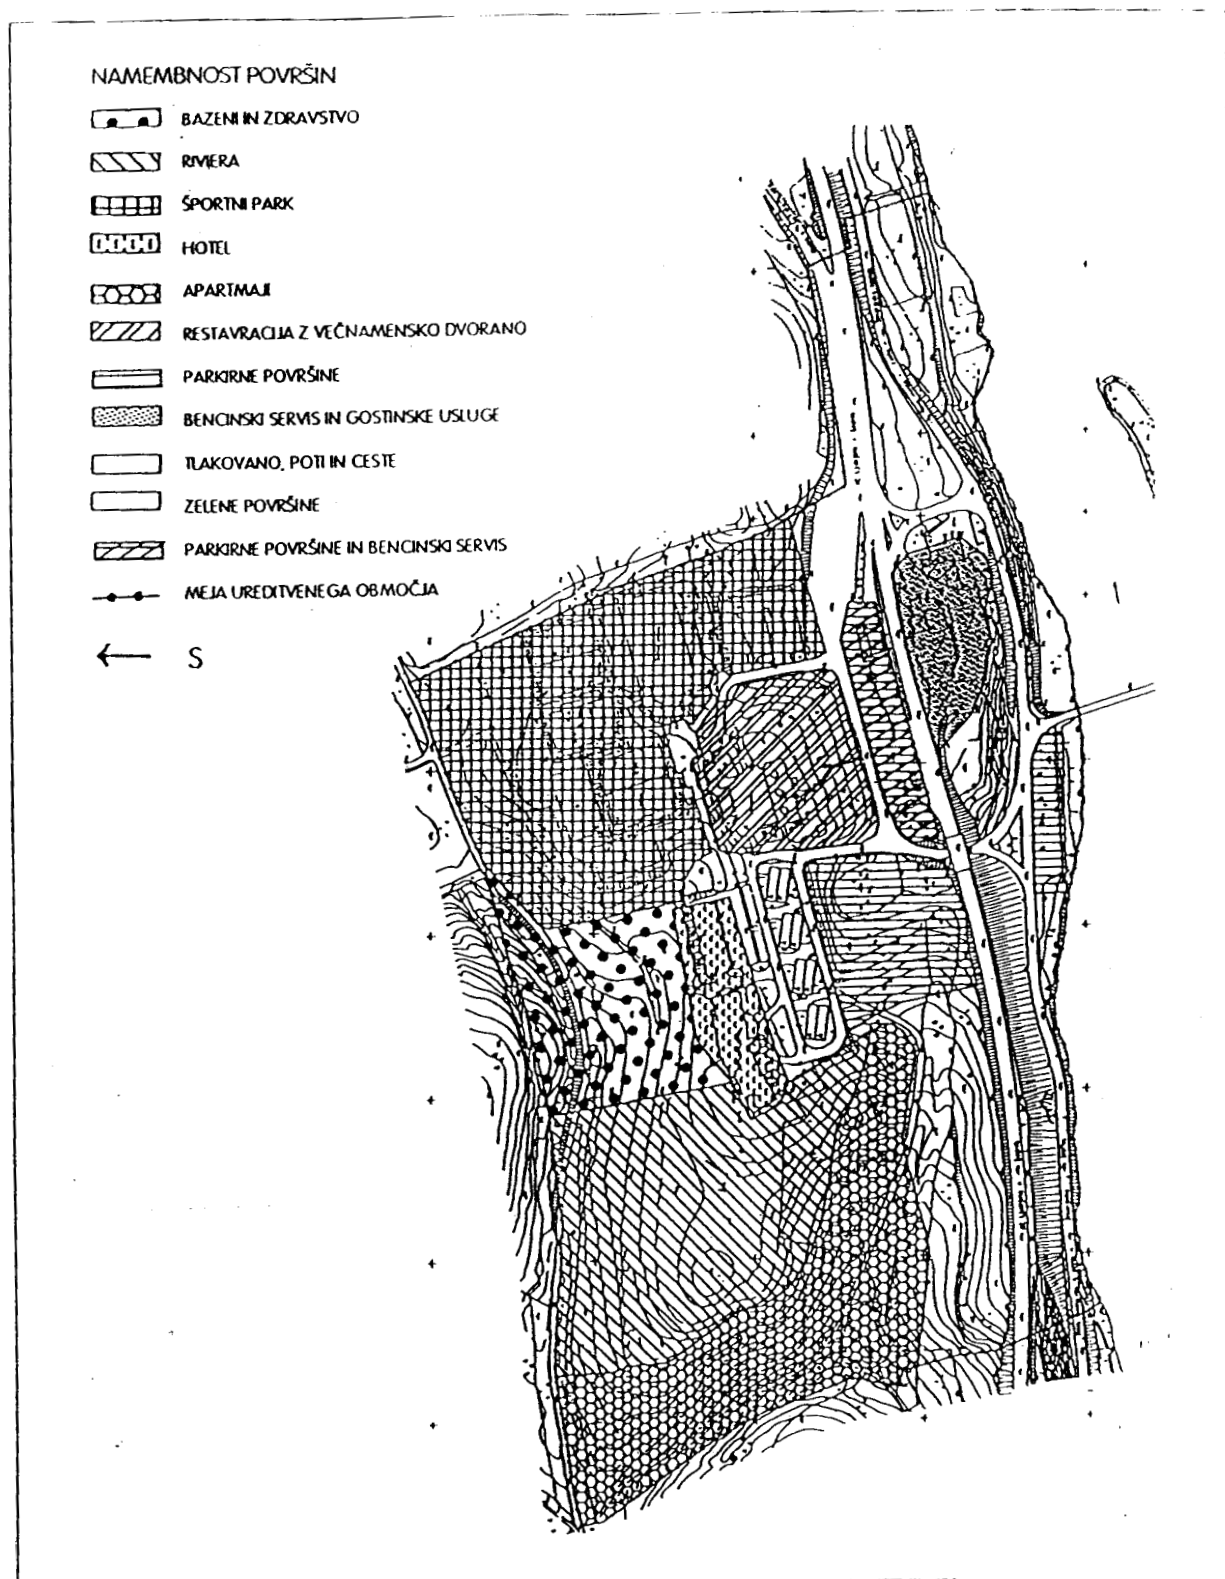 NAMEMBNOST POVRŠIN
BAZENI IN ZDRAVSTVO
RIVIERA
ŠPORTNI PARK
HOTEL
APARTMAJI
RESTAVRACIJA Z VEČNAMENSKO DVORANO
PARKIRNE POVRŠINE
BENCINSKI SERVIS IN GOSTINSKE USLUGE
TLAKOVANO, POTI IN CESTE
ZELENE POVRŠINE
PARKIRNE POVRŠINE IN BENCINSKI SERVIS
MEJA UREDITVENEGA OBMOČJA
S